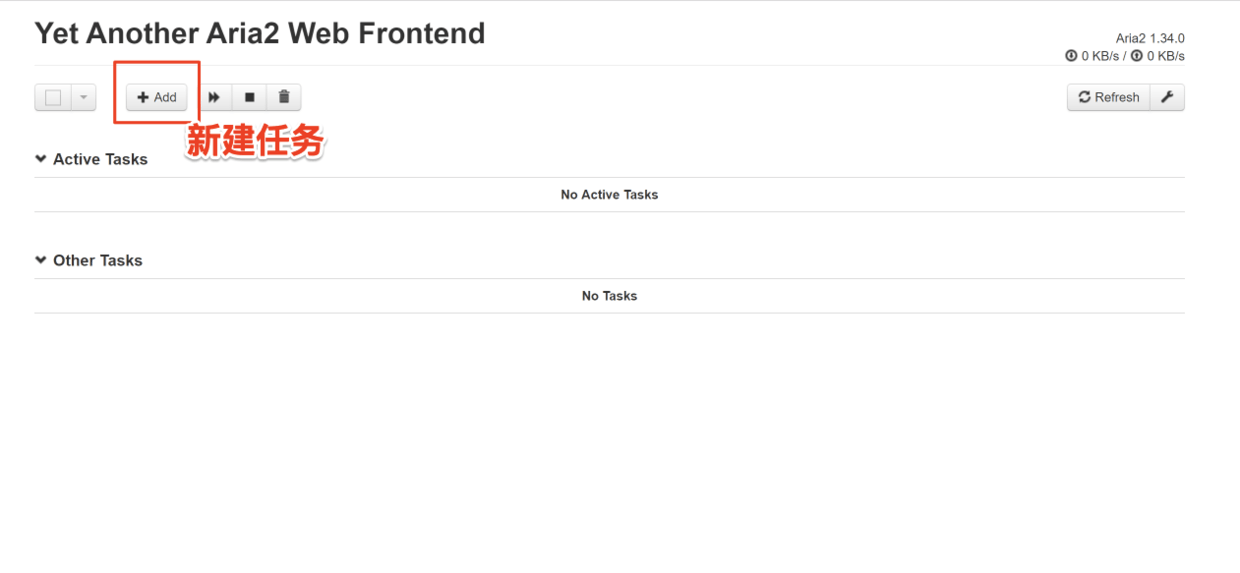 Yet Another Aria2 Web Frontend
Aria2 1.34.0
0 KB/s / 0 KB/s
Add
Refresh
新建任务
Active Tasks
No Active Tasks
Other Tasks
No Tasks